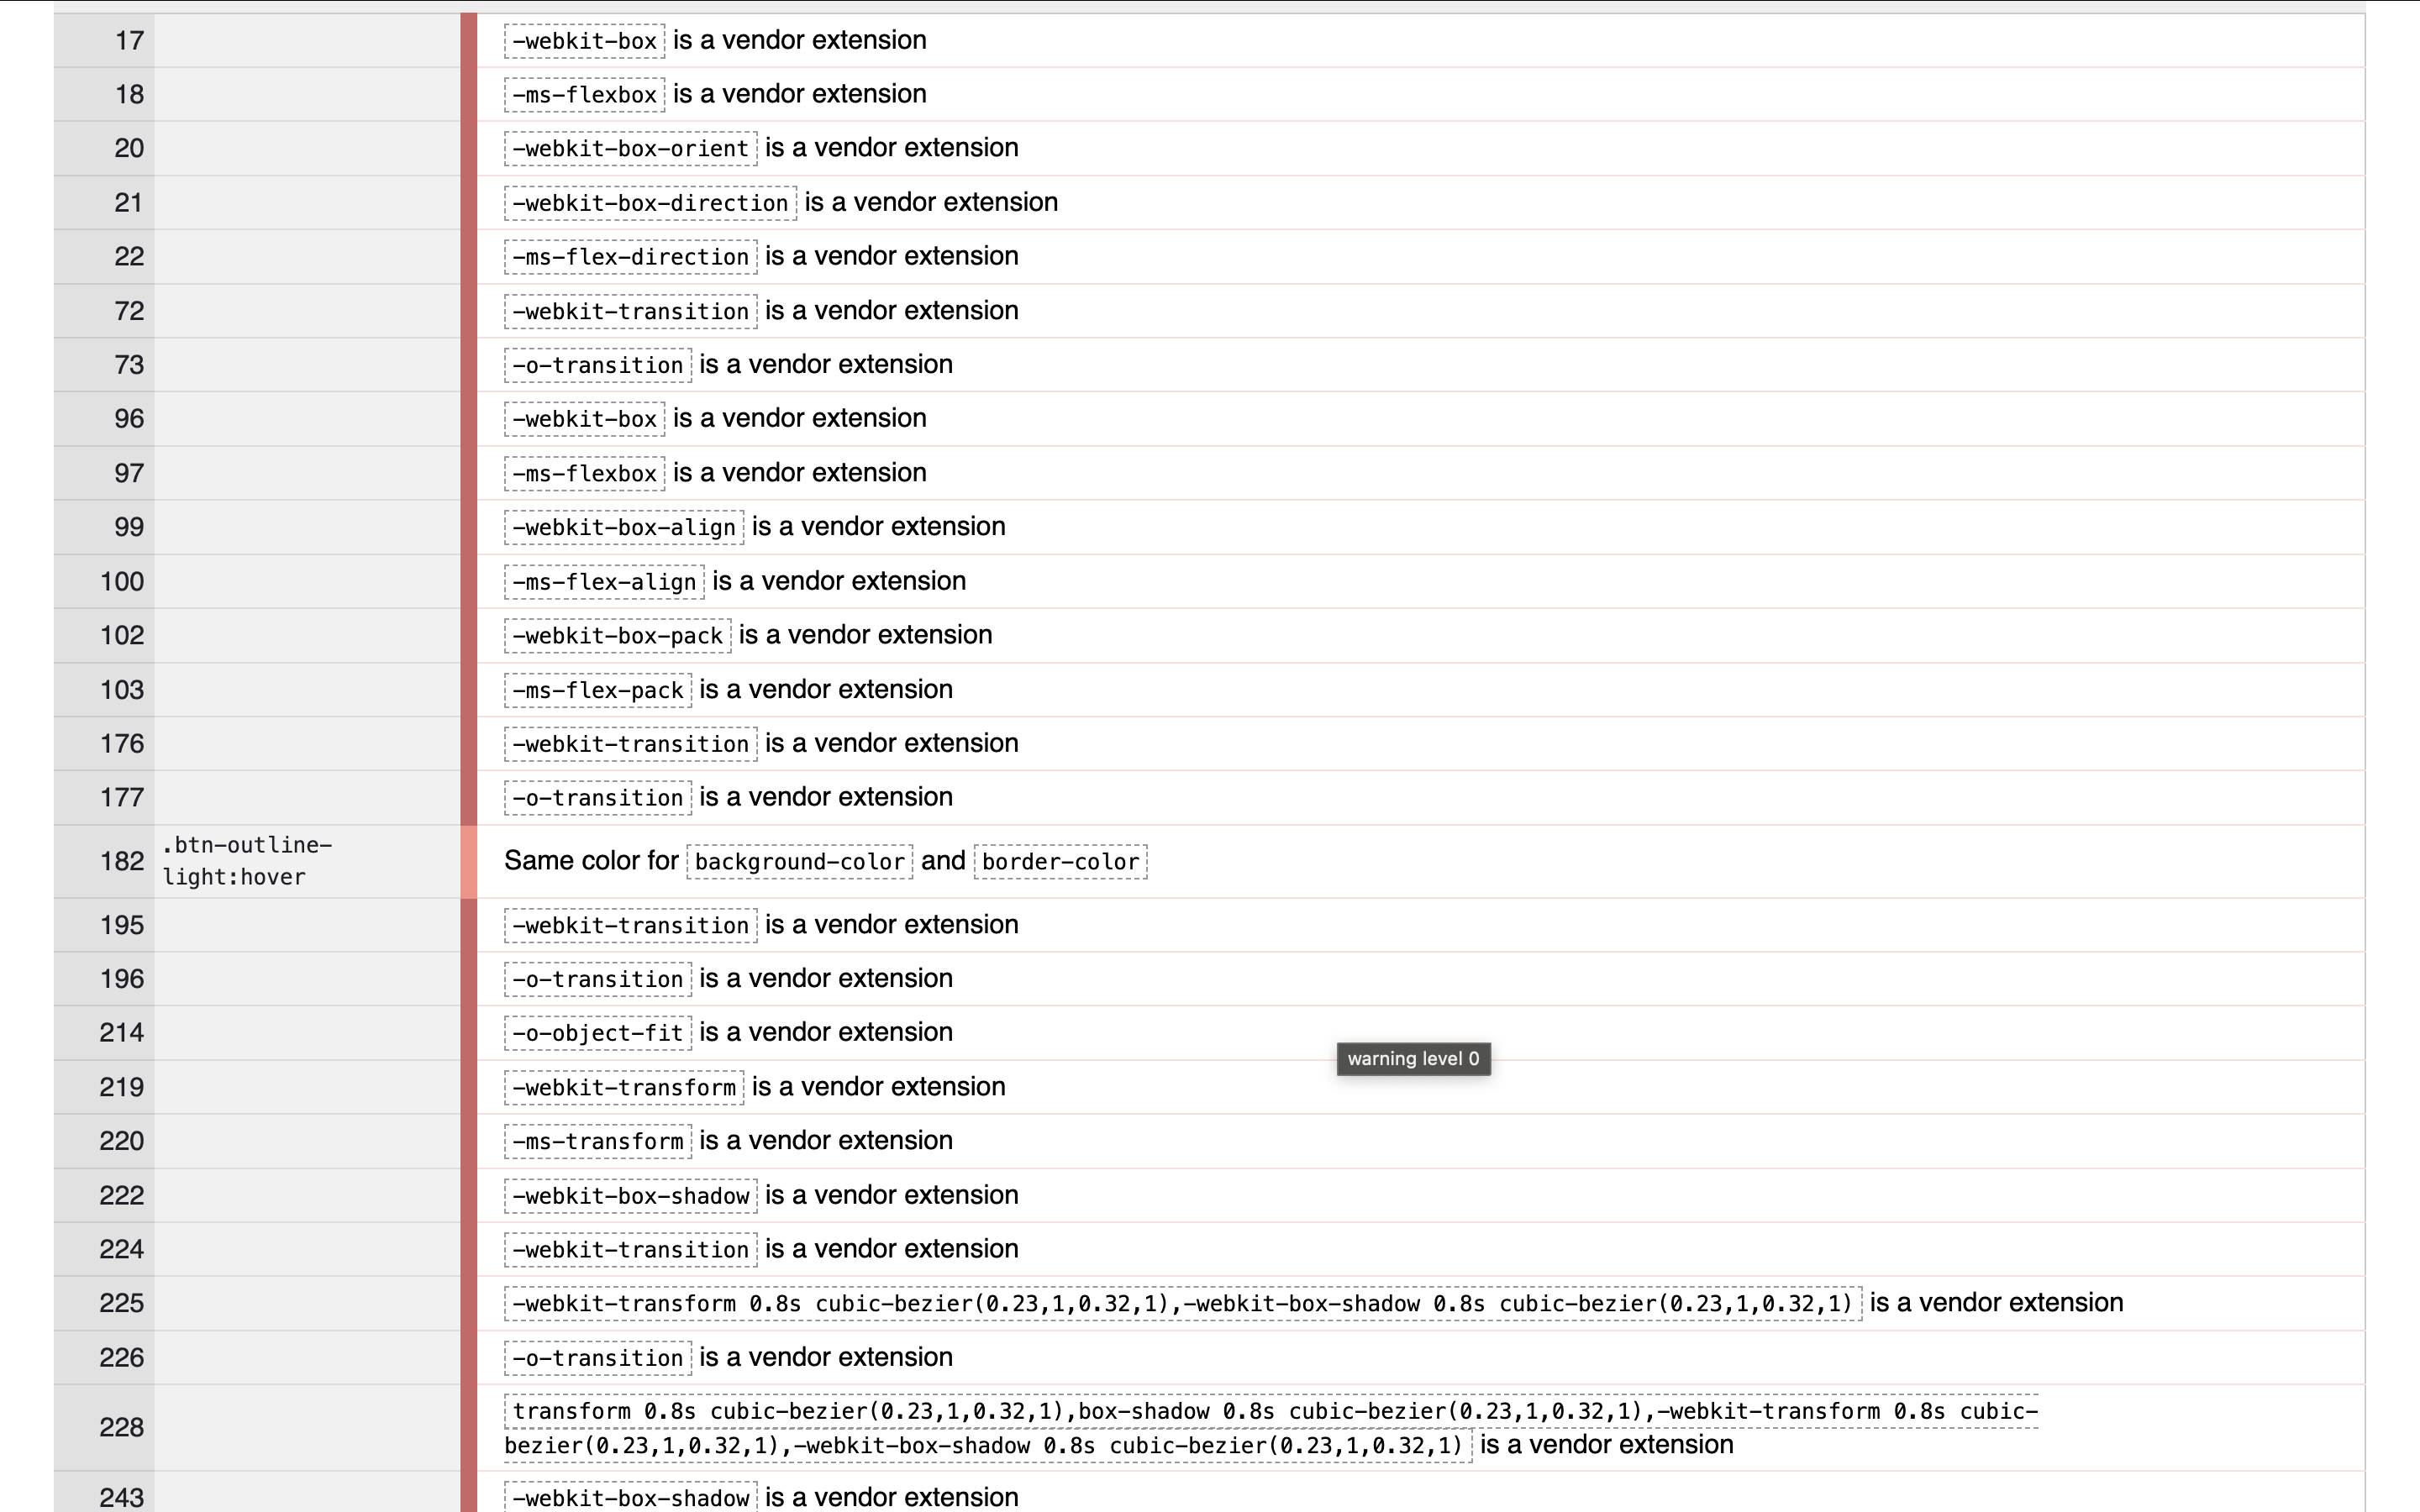 17 -webkit-box is a vendor extension
18 -ms-flexbox is a vendor extension
20 -webkit-box-orient is a vendor extension
21 -webkit-box-direction is a vendor extension
22 -ms-flex-direction is a vendor extension
72 -webkit-transition is a vendor extension
73 -o-transition is a vendor extension
96 -webkit-box is a vendor extension
97 -ms-flexbox is a vendor extension
99 -webkit-box-align is a vendor extension
100 -ms-flex-align is a vendor extension
102 -webkit-box-pack is a vendor extension
103 -ms-flex-pack is a vendor extension
176 -webkit-transition is a vendor extension
177 -o-transition is a vendor extension
182 .btn-outline-
light:hover
Same color for background-color and border-color
195 -webkit-transition is a vendor extension
196 -o-transition is a vendor extension
214 -o-object-fit is a vendor extension
warning level 0
219 -webkit-transform is a vendor extension
220 -ms-transform is a vendor extension
222 -webkit-box-shadow is a vendor extension
224 -webkit-transition is a vendor extension
225 -webkit-transform 0.8s cubic-bezier(0.23,1,0.32,1),-webkit-box-shadow 0.8s cubic-bezier(0.23,1,0.32,1) is a vendor extension
226 -o-transition is a vendor extension
228 transform 0.8s cubic-bezier(0.23,1,0.32,1),box-shadow 0.8s cubic-bezier(0.23,1,0.32,1),-webkit-transform 0.8s cubic-
bezier(0.23,1,0.32,1),-webkit-box-shadow 0.8s cubic-bezier(0.23,1,0.32,1) is a vendor extension
243 -webkit-box-shadow is a vendor extension